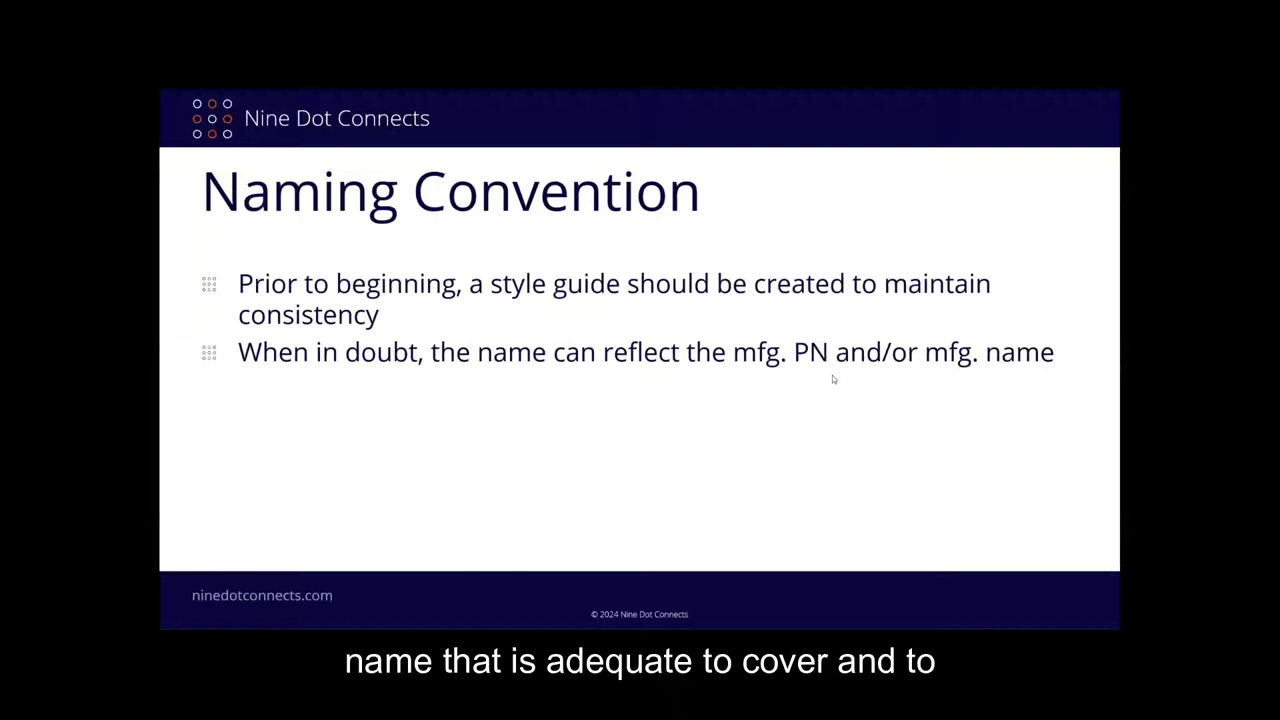 Nine Dot Connects
Naming Convention
Prior to beginning, a style guide should be created to maintain
consistency
When in doubt, the name can reflect the mfg. PN and/or mfg. name
ninedotconnects.com
© 2024 Nine Dot Connects
name that is adequate to cover and to